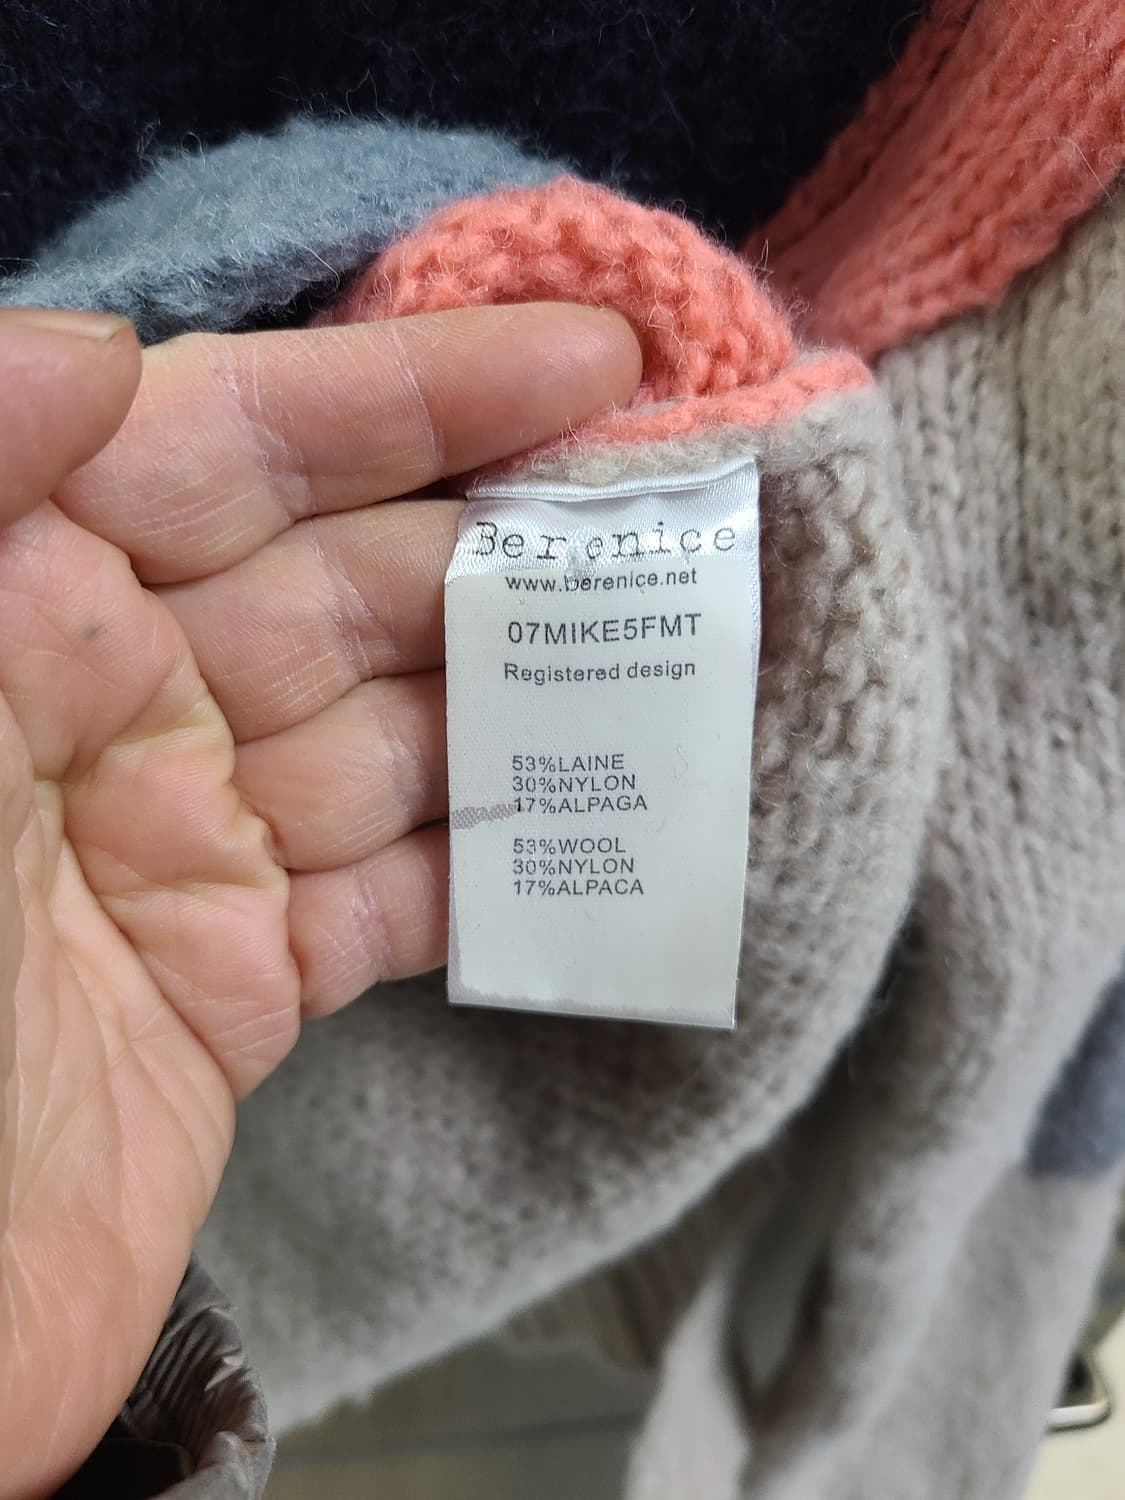 Berenice
www.berenice.net
07MIKE5FMT
Registered design
53%LAINE
30%NYLON
17%ALPAGA
53%WOOL
30%NYLON
17%ALPACA